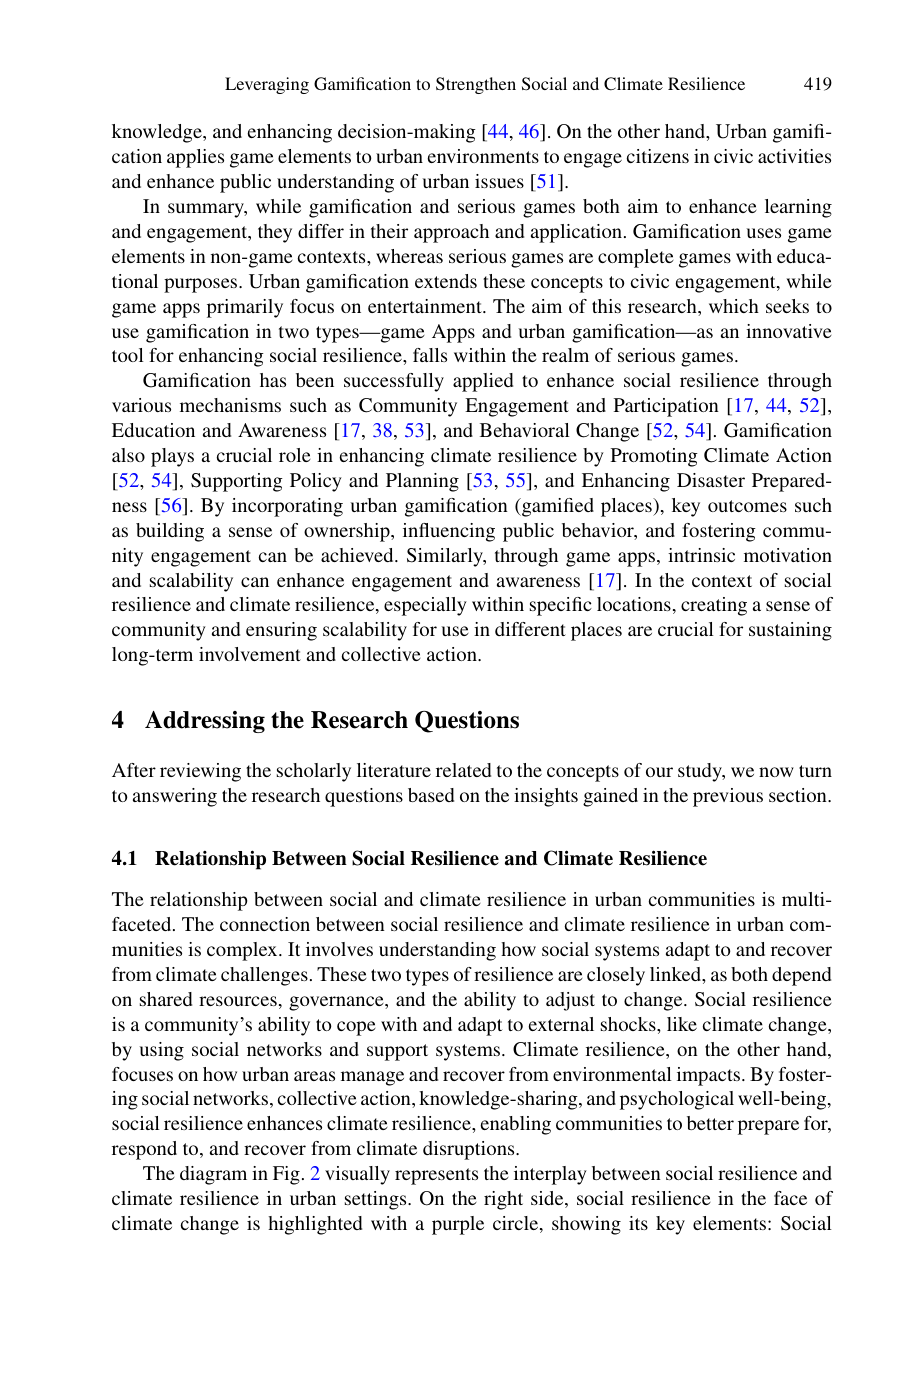 Leveraging Gamification to Strengthen Social and Climate Resilience 419
knowledge, and enhancing decision-making [44, 46]. On the other hand, Urban gamifi-
cation applies game elements to urban environments to engage citizens in civic activities
and enhance public understanding of urban issues [51].
In summary, while gamification and serious games both aim to enhance learning
and engagement, they differ in their approach and application. Gamification uses game
elements in non-game contexts, whereas serious games are complete games with educa-
tional purposes. Urban gamification extends these concepts to civic engagement, while
game apps primarily focus on entertainment. The aim of this research, which seeks to
use gamification in two types—game Apps and urban gamification—as an innovative
tool for enhancing social resilience, falls within the realm of serious games.
Gamification has been successfully applied to enhance social resilience through
various mechanisms such as Community Engagement and Participation [17, 44, 52],
Education and Awareness [17, 38, 53], and Behavioral Change [52, 54]. Gamification
also plays a crucial role in enhancing climate resilience by Promoting Climate Action
[52, 54], Supporting Policy and Planning [53, 55], and Enhancing Disaster Prepared-
ness [56]. By incorporating urban gamification (gamified places), key outcomes such
as building a sense of ownership, influencing public behavior, and fostering commu-
nity engagement can be achieved. Similarly, through game apps, intrinsic motivation
and scalability can enhance engagement and awareness [17]. In the context of social
resilience and climate resilience, especially within specific locations, creating a sense of
community and ensuring scalability for use in different places are crucial for sustaining
long-term involvement and collective action.
4 Addressing the Research Questions
After reviewing the scholarly literature related to the concepts of our study, we now turn
to answering the research questions based on the insights gained in the previous section.
4.1 Relationship Between Social Resilience and Climate Resilience
The relationship between social and climate resilience in urban communities is multi-
faceted. The connection between social resilience and climate resilience in urban com-
munities is complex. It involves understanding how social systems adapt to and recover
from climate challenges. These two types of resilience are closely linked, as both depend
on shared resources, governance, and the ability to adjust to change. Social resilience
is a community's ability to cope with and adapt to external shocks, like climate change,
by using social networks and support systems. Climate resilience, on the other hand,
focuses on how urban areas manage and recover from environmental impacts. By foster-
ing social networks, collective action, knowledge-sharing, and psychological well-being,
social resilience enhances climate resilience, enabling communities to better prepare for,
respond to, and recover from climate disruptions.
The diagram in Fig. 2 visually represents the interplay between social resilience and
climate resilience in urban settings. On the right side, social resilience in the face of
climate change is highlighted with a purple circle, showing its key elements: Social